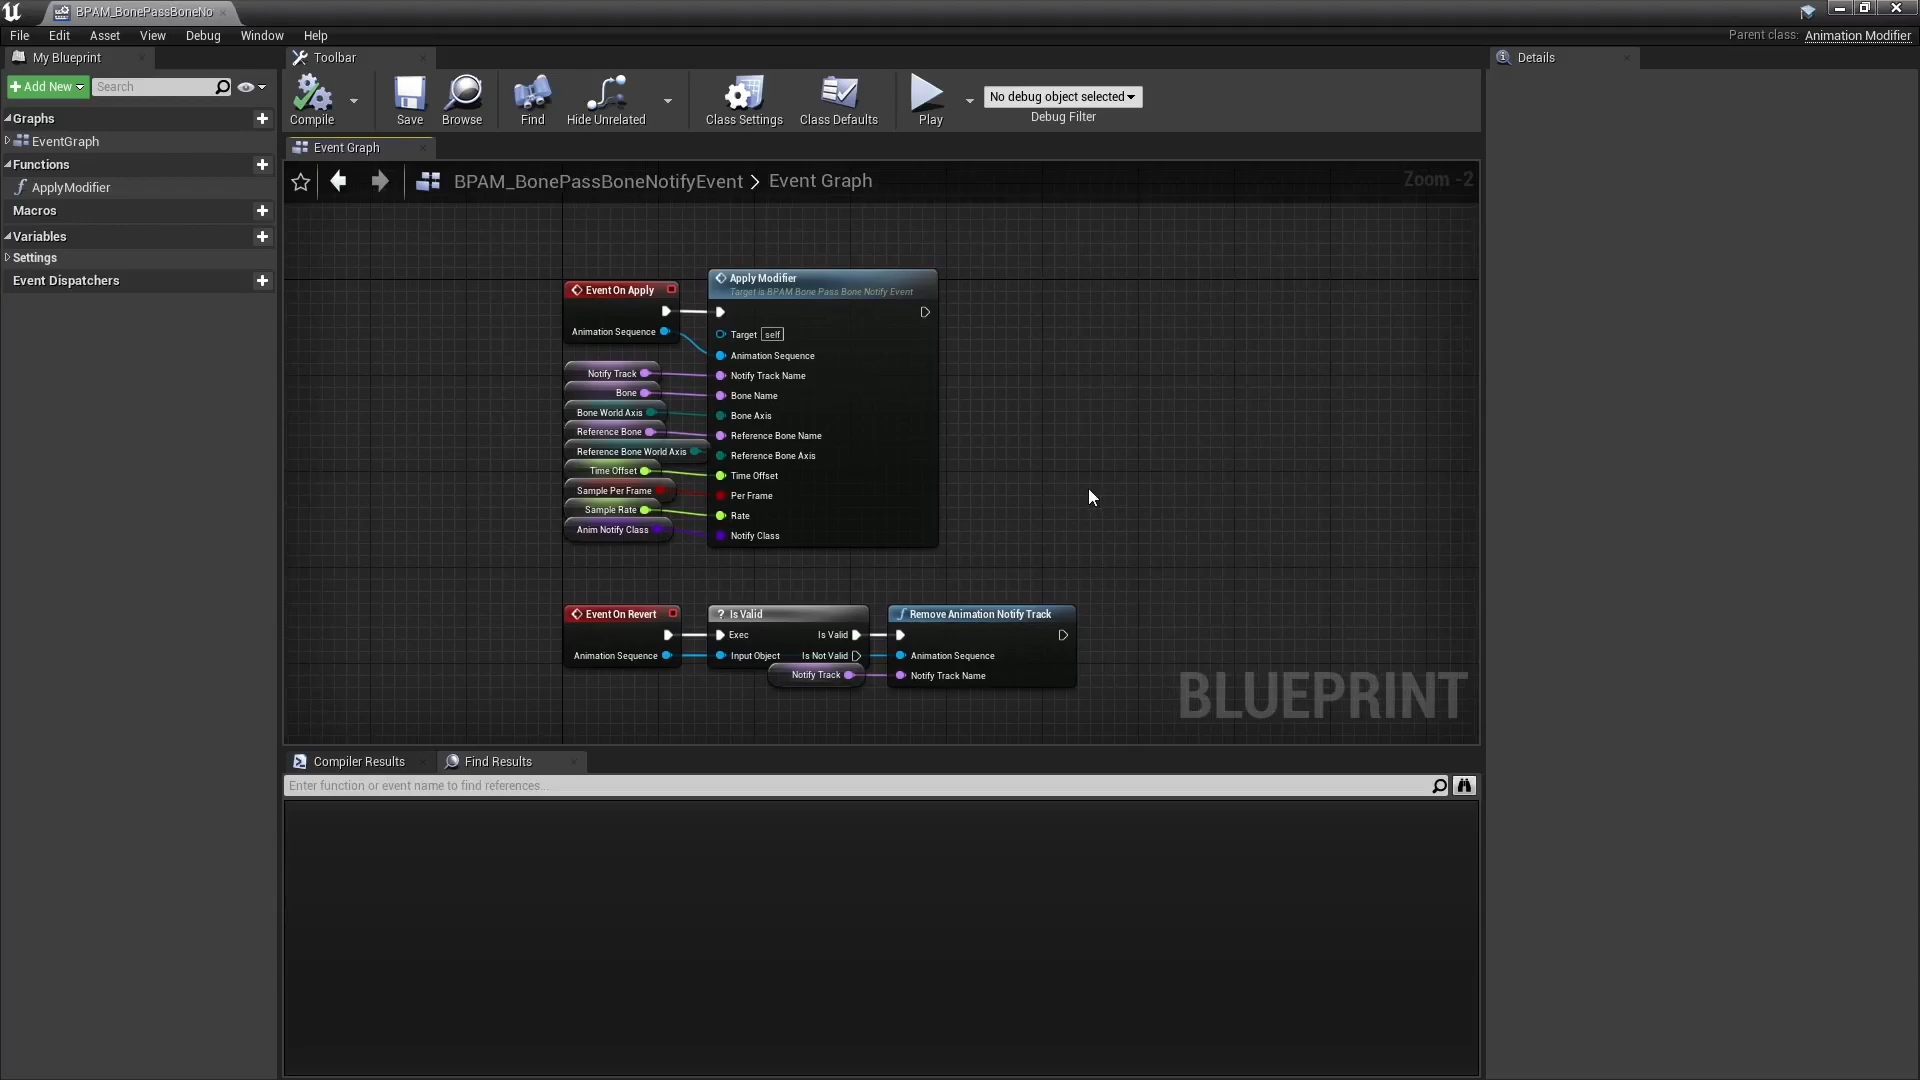 BPAM_BonePassBoneNo
File Edit Asset View Debug Window Help
Parent class: Animation Modifier
My Blueprint
Toolbar
Details
Add New
Search
Compile
Save
Browse
Find
Hide Unrelated
Class Settings
Class Defaults
Play
No debug object selected
Debug Filter
Graphs
EventGraph
Functions
ApplyModifier
Macros
Variables
Settings
Event Dispatchers
Event Graph
BPAM_BonePassBoneNotifyEvent > Event Graph
Zoom -2
Event On Apply
Animation Sequence
Notify Track
Bone
Bone World Axis
Reference Bone
Reference Bone World Axis
Time Offset
Sample Per Frame
Sample Rate
Anim Notify Class
Apply Modifier
Target is BPAM Bone Pass Bone Notify Event
Target self
Animation Sequence
Notify Track Name
Bone Name
Bone Axis
Reference Bone Name
Reference Bone Axis
Time Offset
Per Frame
Rate
Notify Class
Event On Revert
Animation Sequence
? Is Valid
Exec Is Valid
Input Object Is Not Valid
Notify Track
Remove Animation Notify Track
Animation Sequence
Notify Track Name
BLUEPRINT
Compiler Results
Find Results
Enter function or event name to find references...